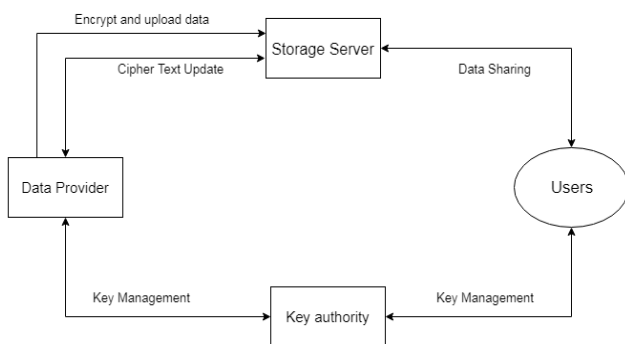 Encrypt and upload data
Storage Server
Cipher Text Update
Data Sharing
Data Provider
Users
Key Management
Key Management
Key authority